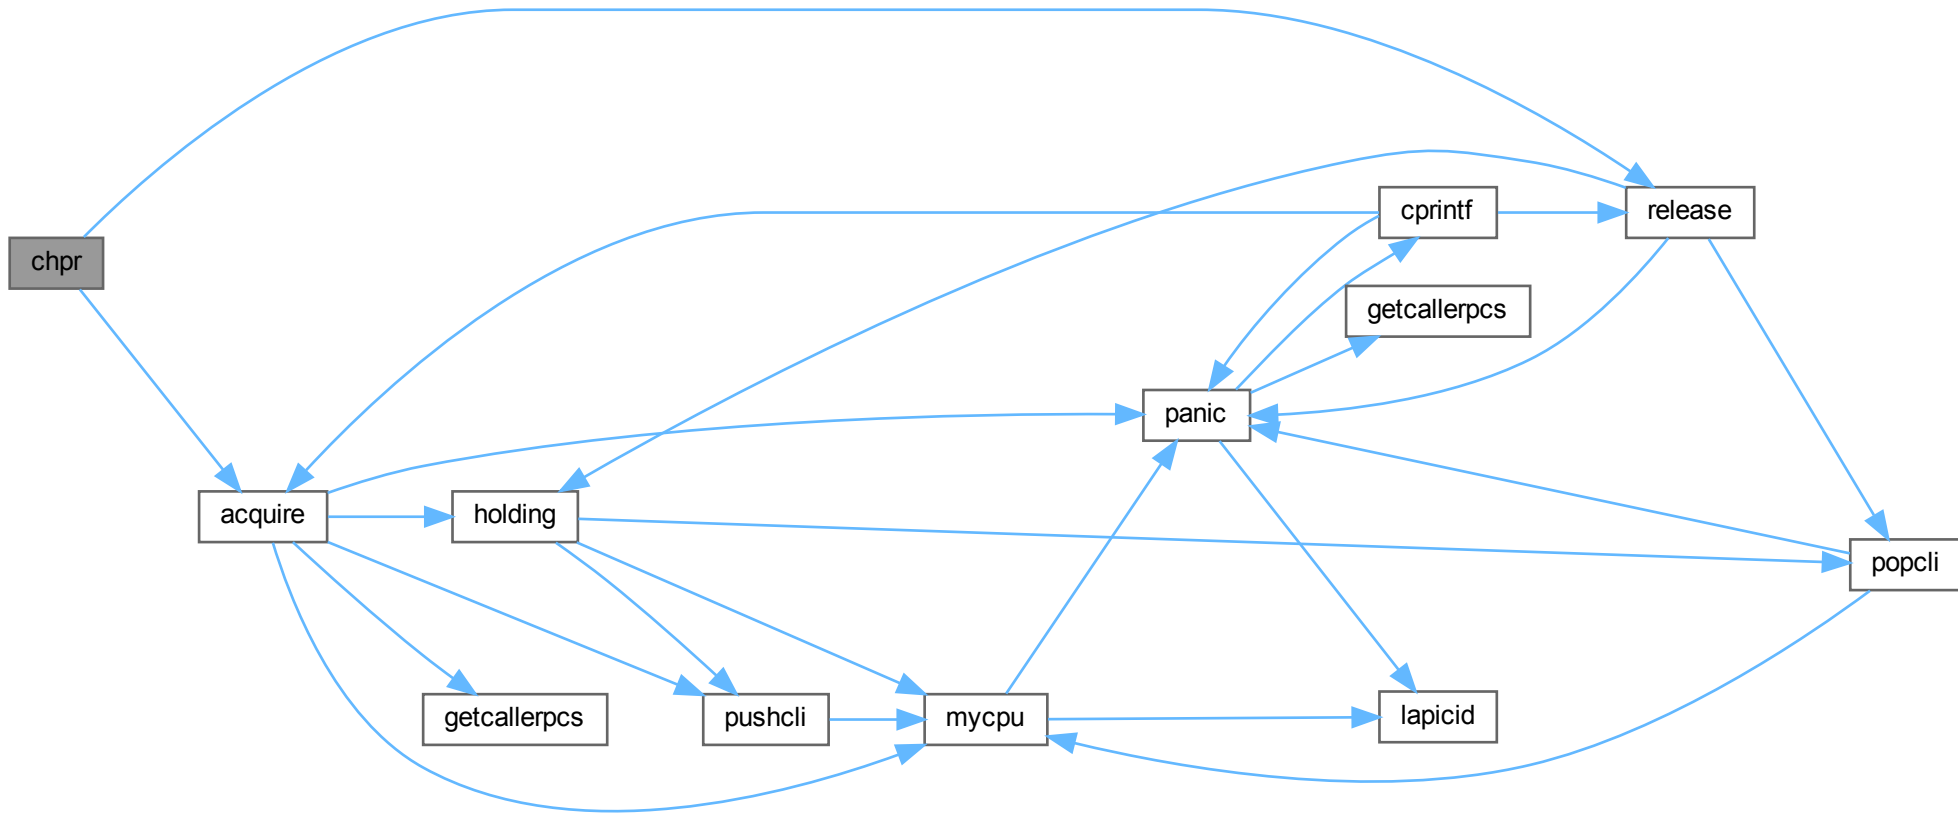 cprintf
release
chpr
getcallerpcs
panic
acquire
holding
popcli
getcallerpcs
pushcli
mycpu
lapicid